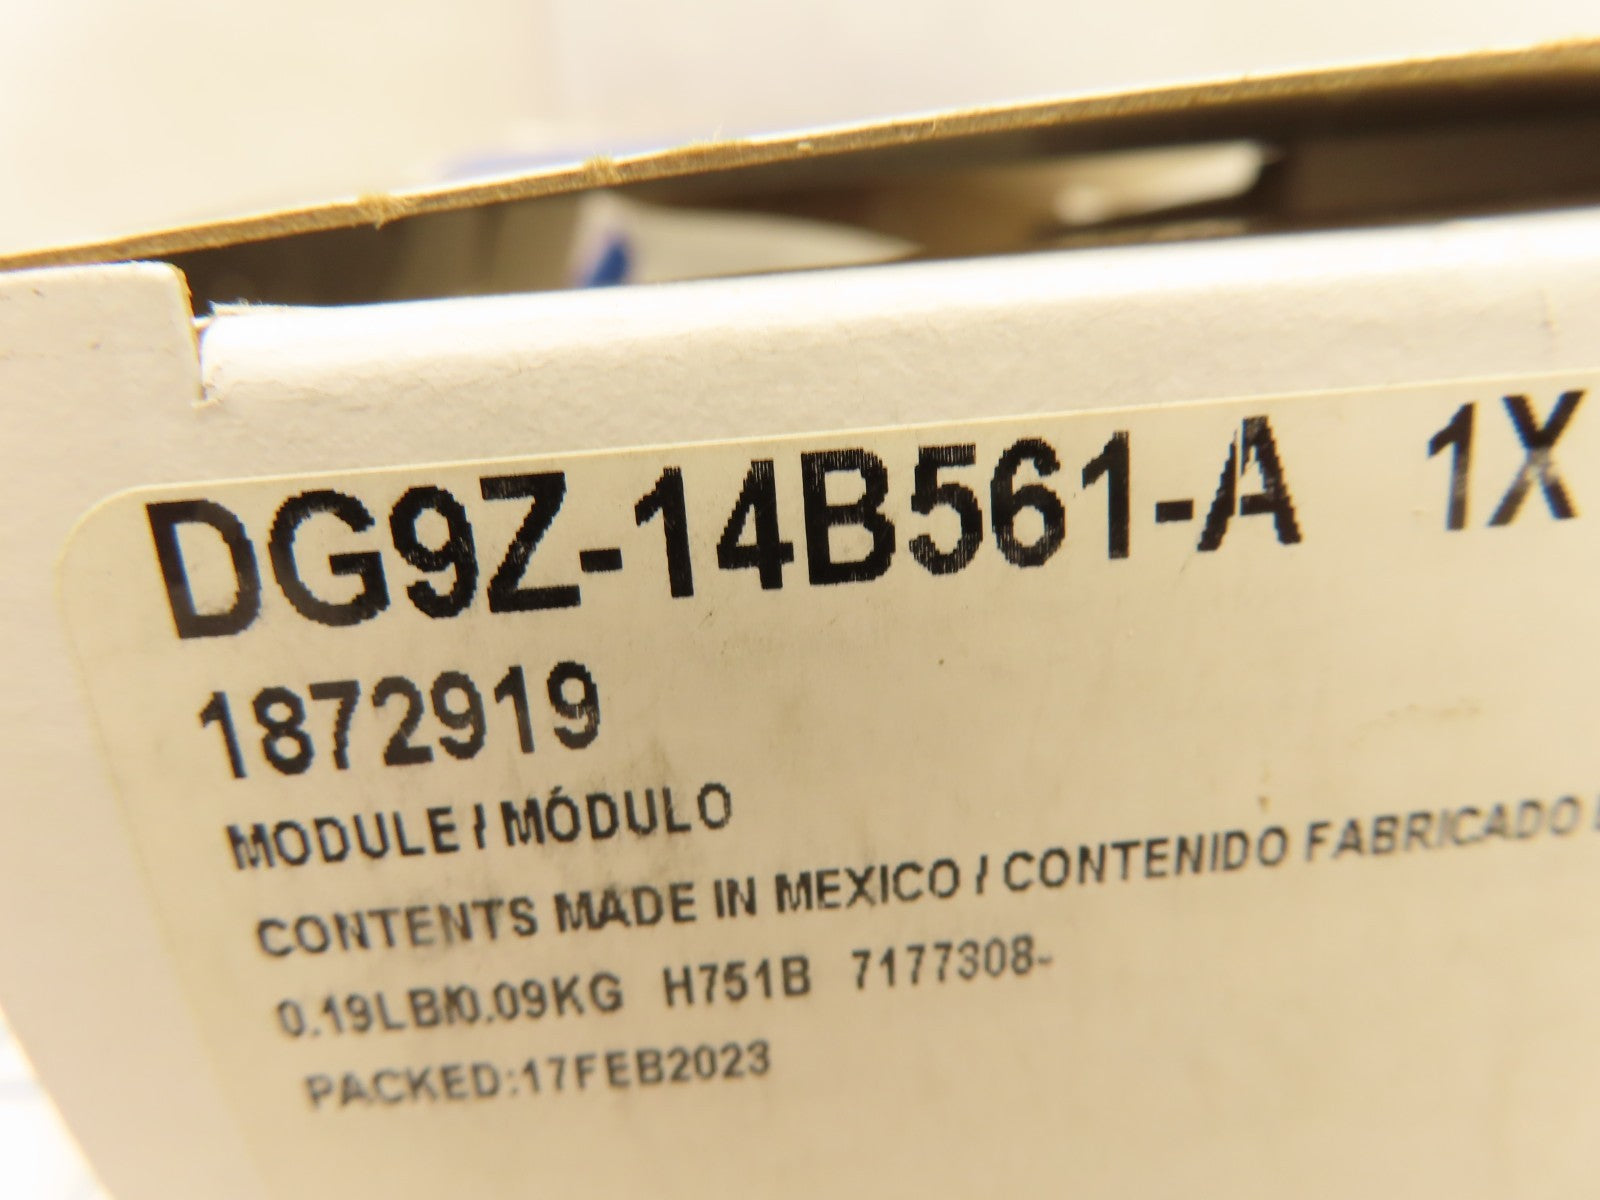 DG9Z-14B561-A 1X
1872919
MODULE / MÓDULO
CONTENTS MADE IN MEXICO / CONTENIDO FABRICADO
0.19LB/0.09KG H751B 7177308-
PACKED:17FEB2023